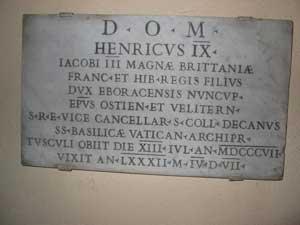 D·O·M
HENRICVS IX·
IACOBI III MAGNÆ BRITTANIÆ
FRANC·ET HIB·REGIS FILIVS
DVX EBORACENSIS NVNCVP·
EPVS OSTIEN·ET VELITERN·
S·R·E·VICE CANCELLAR·S·COLL·DECANVS
SS·BASILICÆ VATICAN·ARCHIPR·
TVSCVLI OBIIT DIE XIII IVL·AN·MDCCCVII
VIXIT AN·LXXXII·M·IV·D·VII·